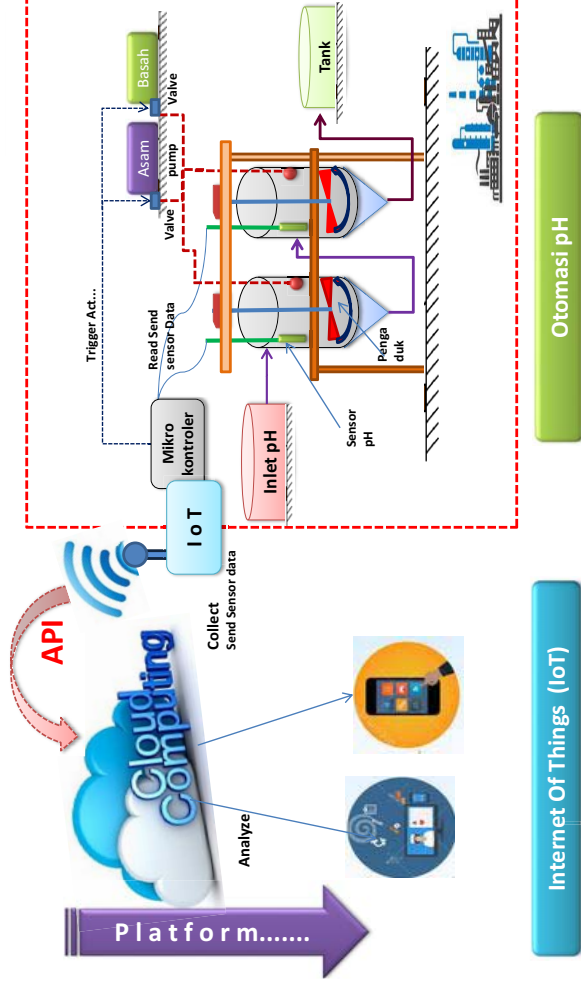 Platform.......
API
Cloud
Computing
Analyze
Collect
Send Sensor data
I o T
Mikro
kontroler
Trigger Act...
Read Send
sensor Data
Asam
Basah
Valve
pump
Valve
Inlet pH
Sensor
pH
Penga
duk
Tank
Internet Of Things (IoT)
Otomasi pH